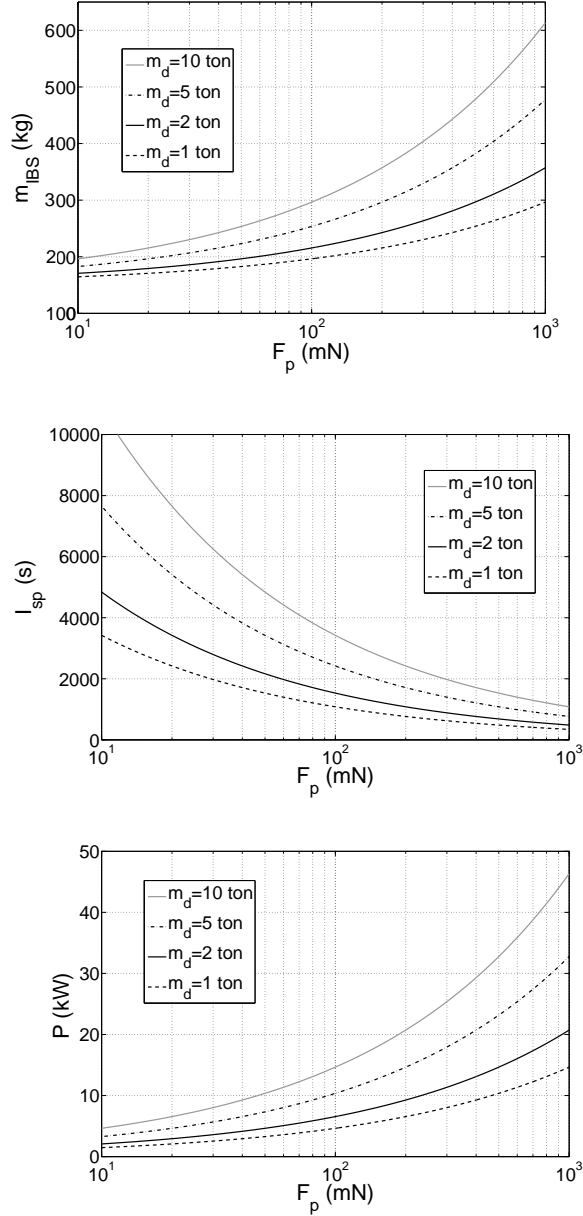 600
500
400
300
200
100
0
m_IBS (kg)
m_d=10 ton
m_d=5 ton
m_d=2 ton
m_d=1 ton
10^1
10^2
10^3
F_p (mN)
10000
8000
6000
4000
2000
0
I_sp (s)
m_d=10 ton
m_d=5 ton
m_d=2 ton
m_d=1 ton
10^1
10^2
10^3
F_p (mN)
50
40
30
20
10
0
P (kW)
m_d=10 ton
m_d=5 ton
m_d=2 ton
m_d=1 ton
10^1
10^2
10^3
F_p (mN)